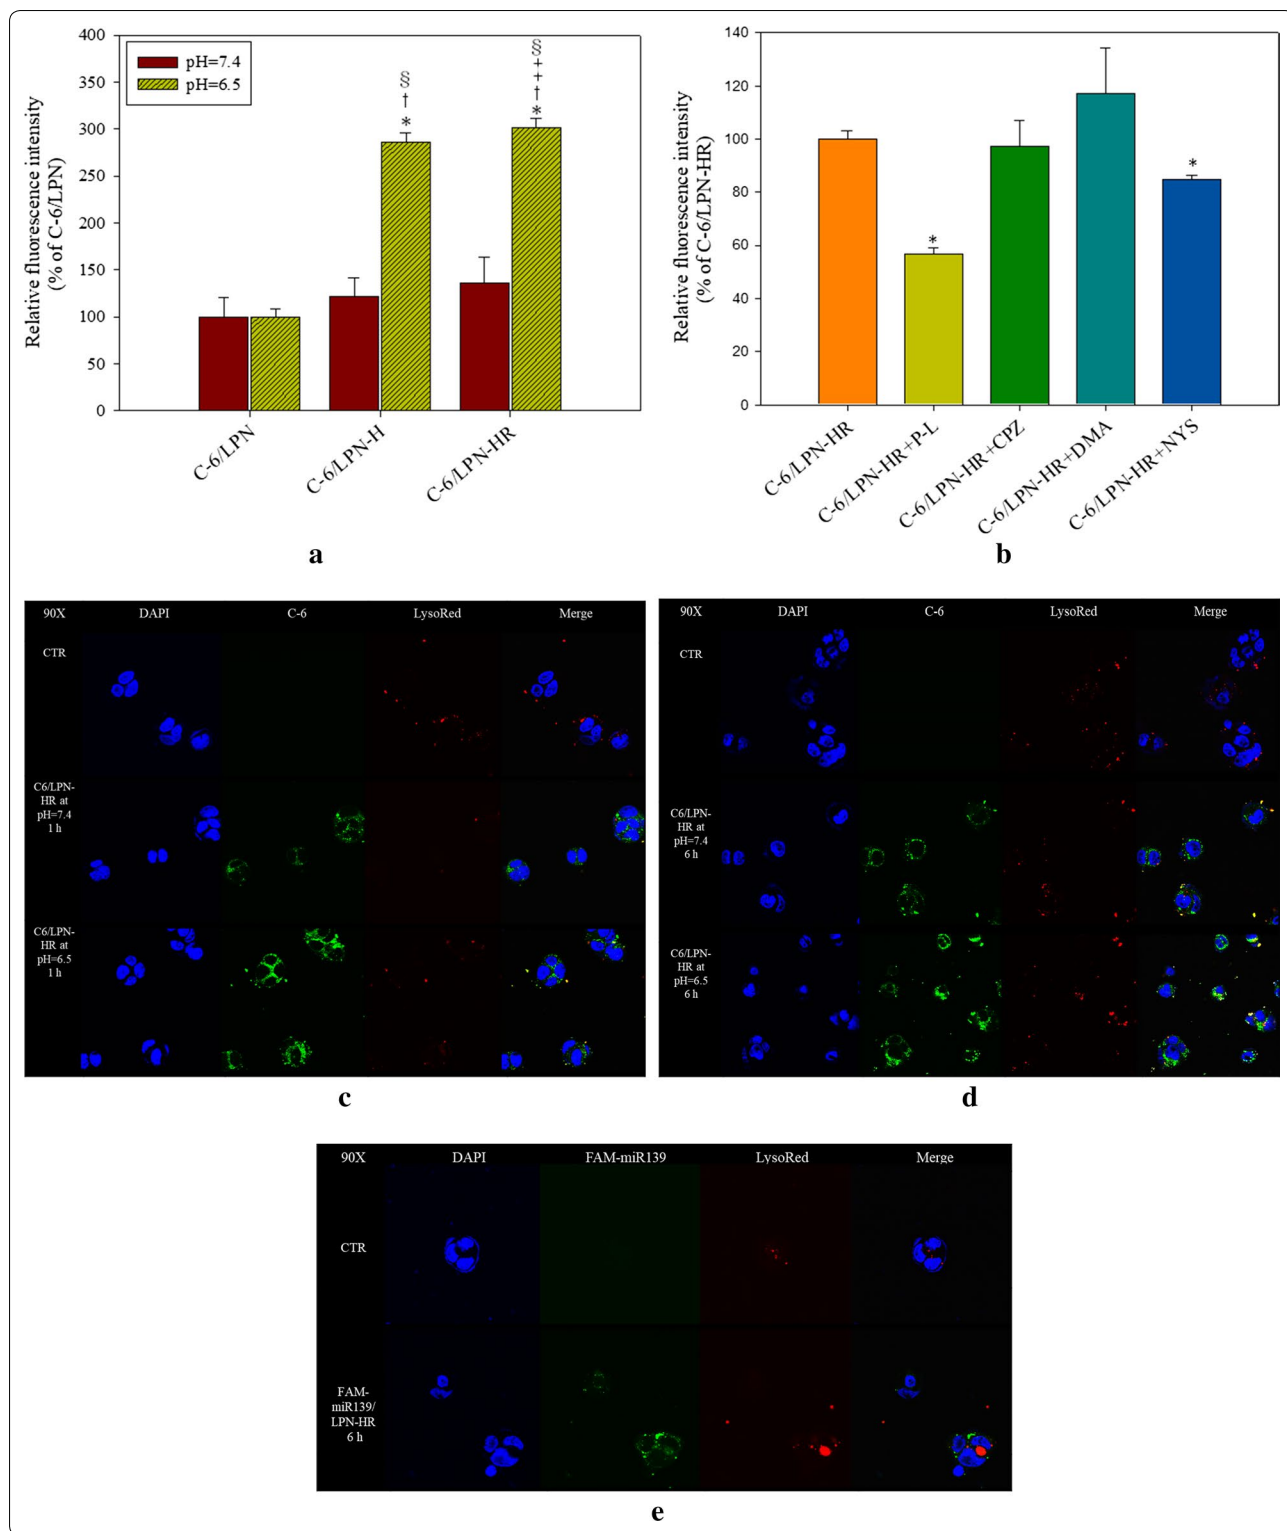 400
350
300
250
200
150
100
50
0
Relative fluorescence intensity
(% of C-6/LPN)
pH=7.4
pH=6.5
§
†
*
§
‡
†
*
C-6/LPN
C-6/LPN-H
C-6/LPN-HR
a
140
120
100
80
60
40
20
0
Relative fluorescence intensity
(% of C-6/LPN-HR)
*
*
C-6/LPN-HR
C-6/LPN-HR+P-L
C-6/LPN-HR+CPZ
C-6/LPN-HR+DMA
C-6/LPN-HR+NYS
b
90X DAPI C-6 LysoRed Merge
CTR
C6/LPN-
HR at
pH=7.4
1 h
C6/LPN-
HR at
pH=6.5
1 h
c
90X DAPI C-6 LysoRed Merge
CTR
C6/LPN-
HR at
pH=7.4
6 h
C6/LPN-
HR at
pH=6.5
6 h
d
90X DAPI FAM-miR139 LysoRed Merge
CTR
FAM-
miR139/
LPN-HR
6 h
e